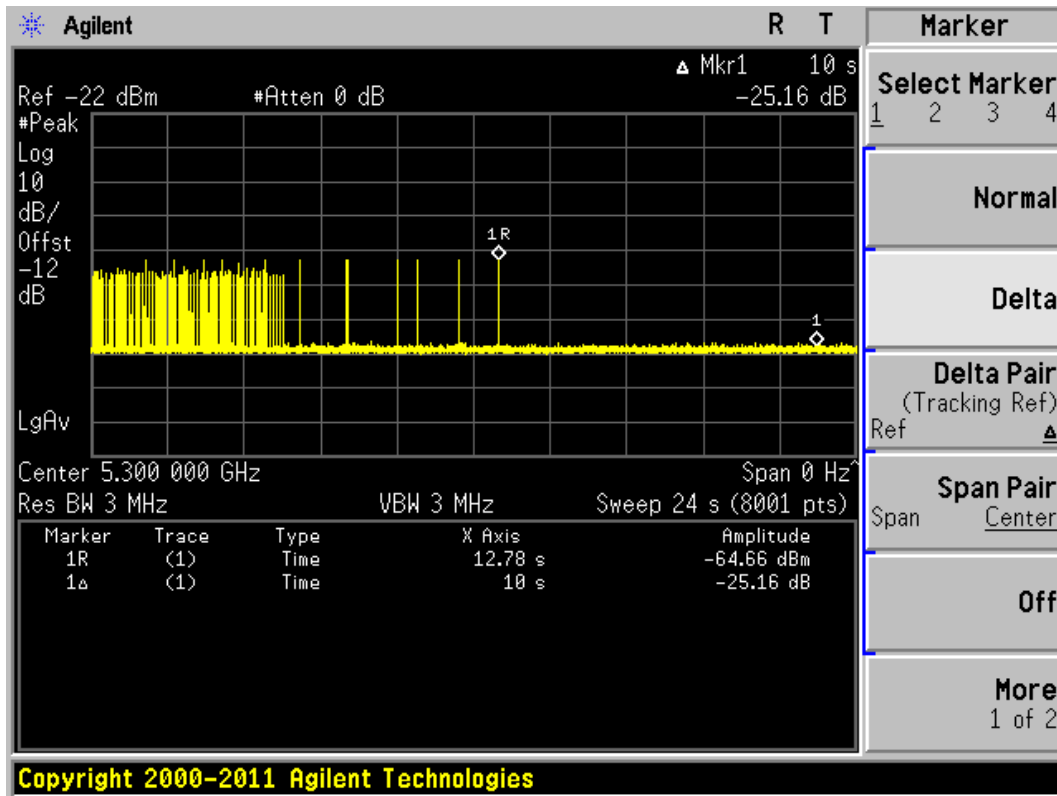 Agilent R T
Δ Mkr1 10 s
Ref -22 dBm #Atten 0 dB -25.16 dB
#Peak
Log
10
dB/
Offst
-12
dB
1R
1
LgAv
Center 5.300 000 GHz Span 0 Hz^
Res BW 3 MHz VBW 3 MHz Sweep 24 s (8001 pts)
Marker Trace Type X Axis Amplitude
1R (1) Time 12.78 s -64.66 dBm
1Δ (1) Time 10 s -25.16 dB
Marker
Select Marker
1 2 3 4
Normal
Delta
Delta Pair
(Tracking Ref)
Ref Δ
Span Pair
Span Center
Off
More
1 of 2
Copyright 2000-2011 Agilent Technologies